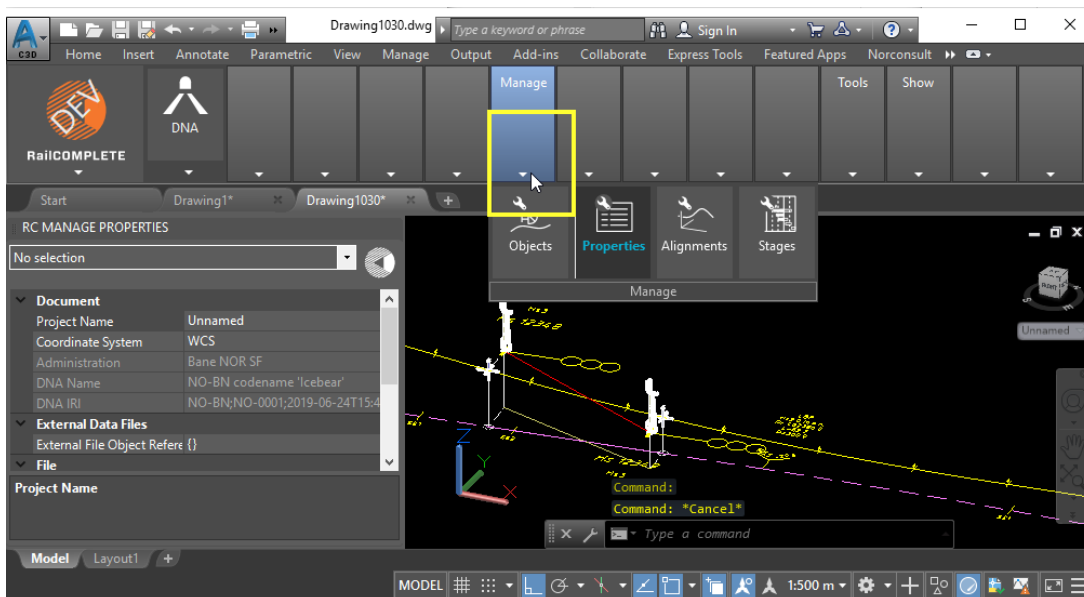 Drawing1030.dwg Type a keyword or phrase Sign In
C3D Home Insert Annotate Parametric View Manage Output Add-ins Collaborate Express Tools Featured Apps Norconsult
Manage Tools Show
DEV
DNA
RailCOMPLETE
Start Drawing1* Drawing1030*
RC MANAGE PROPERTIES
No selection
Objects Properties Alignments Stages
Manage
Document
Project Name Unnamed
Coordinate System WCS
Administration Bane NOR SF
DNA Name NO-BN codename 'Icebear'
DNA IRI NO-BN;NO-0001;2019-06-24T15:4
External Data Files
External File Object Refere {}
File
Project Name
Unnamed
Z
Y
X
Command:
Command: *Cancel*
Type a command
Model Layout1 +
MODEL 1:500 m